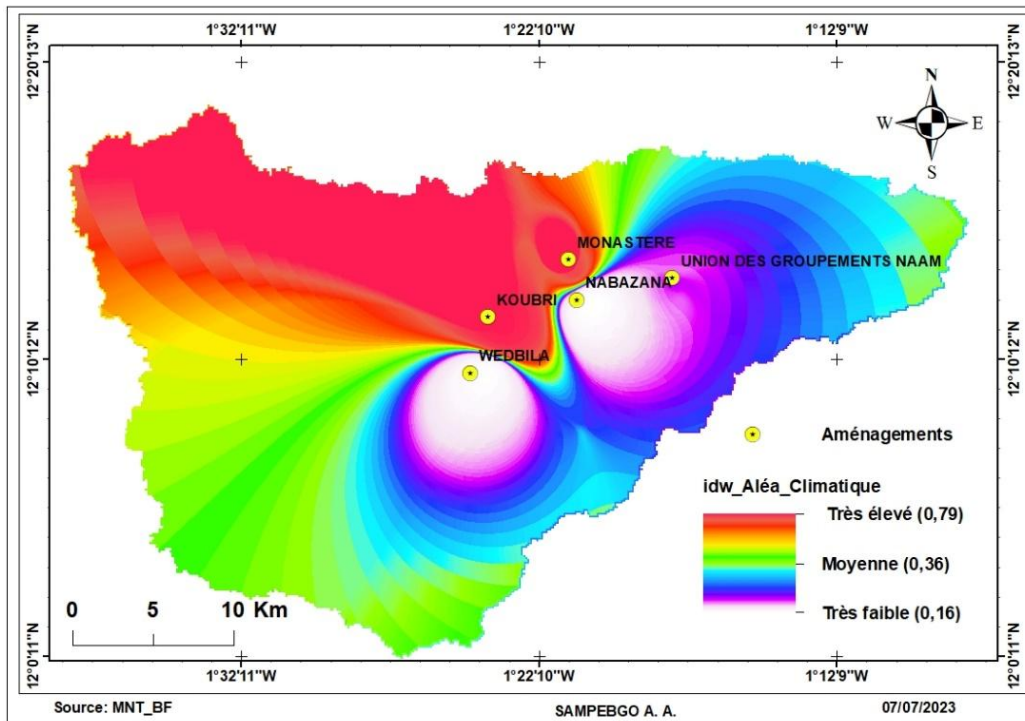 1°32'11"W 1°22'10"W 1°12'9"W
12°20'13"N 12°20'13"N
N
W E
S
MONASTERE
UNION DES GROUPEMENTS NAAM
NABAZANA
KOUBRI
12°10'12"N 12°10'12"N
WEDBILA
Aménagements
idw_Aléa_Climatique
Très élevé (0,79)
Moyenne (0,36)
Très faible (0,16)
0 5 10 Km
12°0'11"N 12°0'11"N
1°32'11"W 1°22'10"W 1°12'9"W
Source: MNT_BF SAMPEBGO A. A. 07/07/2023